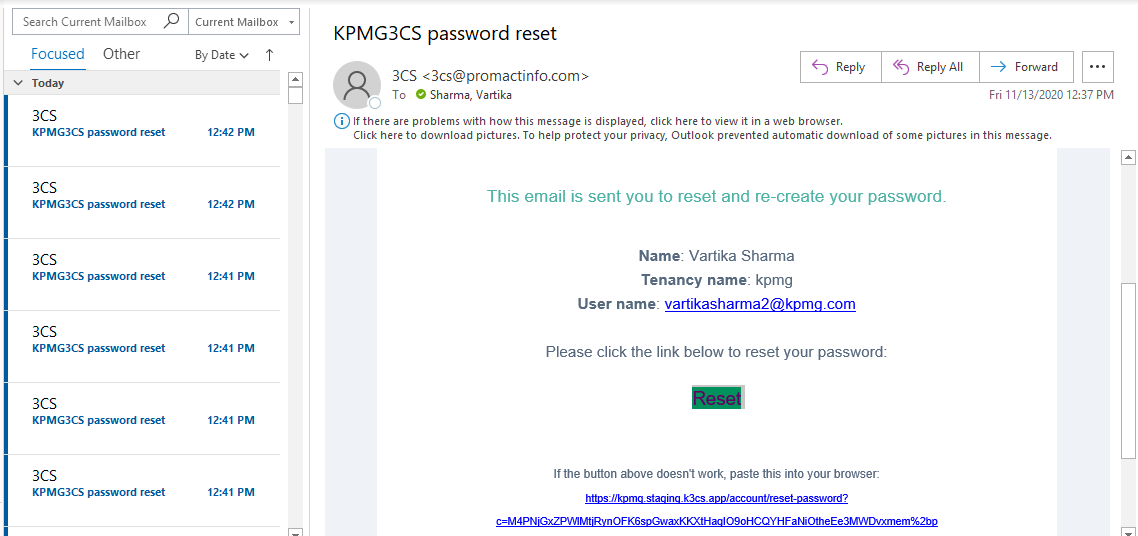 Search Current Mailbox
Current Mailbox
Focused Other By Date
Today
3CS
KPMG3CS password reset 12:42 PM
3CS
KPMG3CS password reset 12:42 PM
3CS
KPMG3CS password reset 12:41 PM
3CS
KPMG3CS password reset 12:41 PM
3CS
KPMG3CS password reset 12:41 PM
3CS
KPMG3CS password reset 12:41 PM
KPMG3CS password reset
3CS <3cs@promactinfo.com>
To Sharma, Vartika
Reply Reply All Forward ...
Fri 11/13/2020 12:37 PM
If there are problems with how this message is displayed, click here to view it in a web browser.
Click here to download pictures. To help protect your privacy, Outlook prevented automatic download of some pictures in this message.
This email is sent you to reset and re-create your password.
Name: Vartika Sharma
Tenancy name: kpmg
User name: vartikasharma2@kpmg.com
Please click the link below to reset your password:
Reset
If the button above doesn't work, paste this into your browser:
https://kpmg.staging.k3cs.app/account/reset-password?